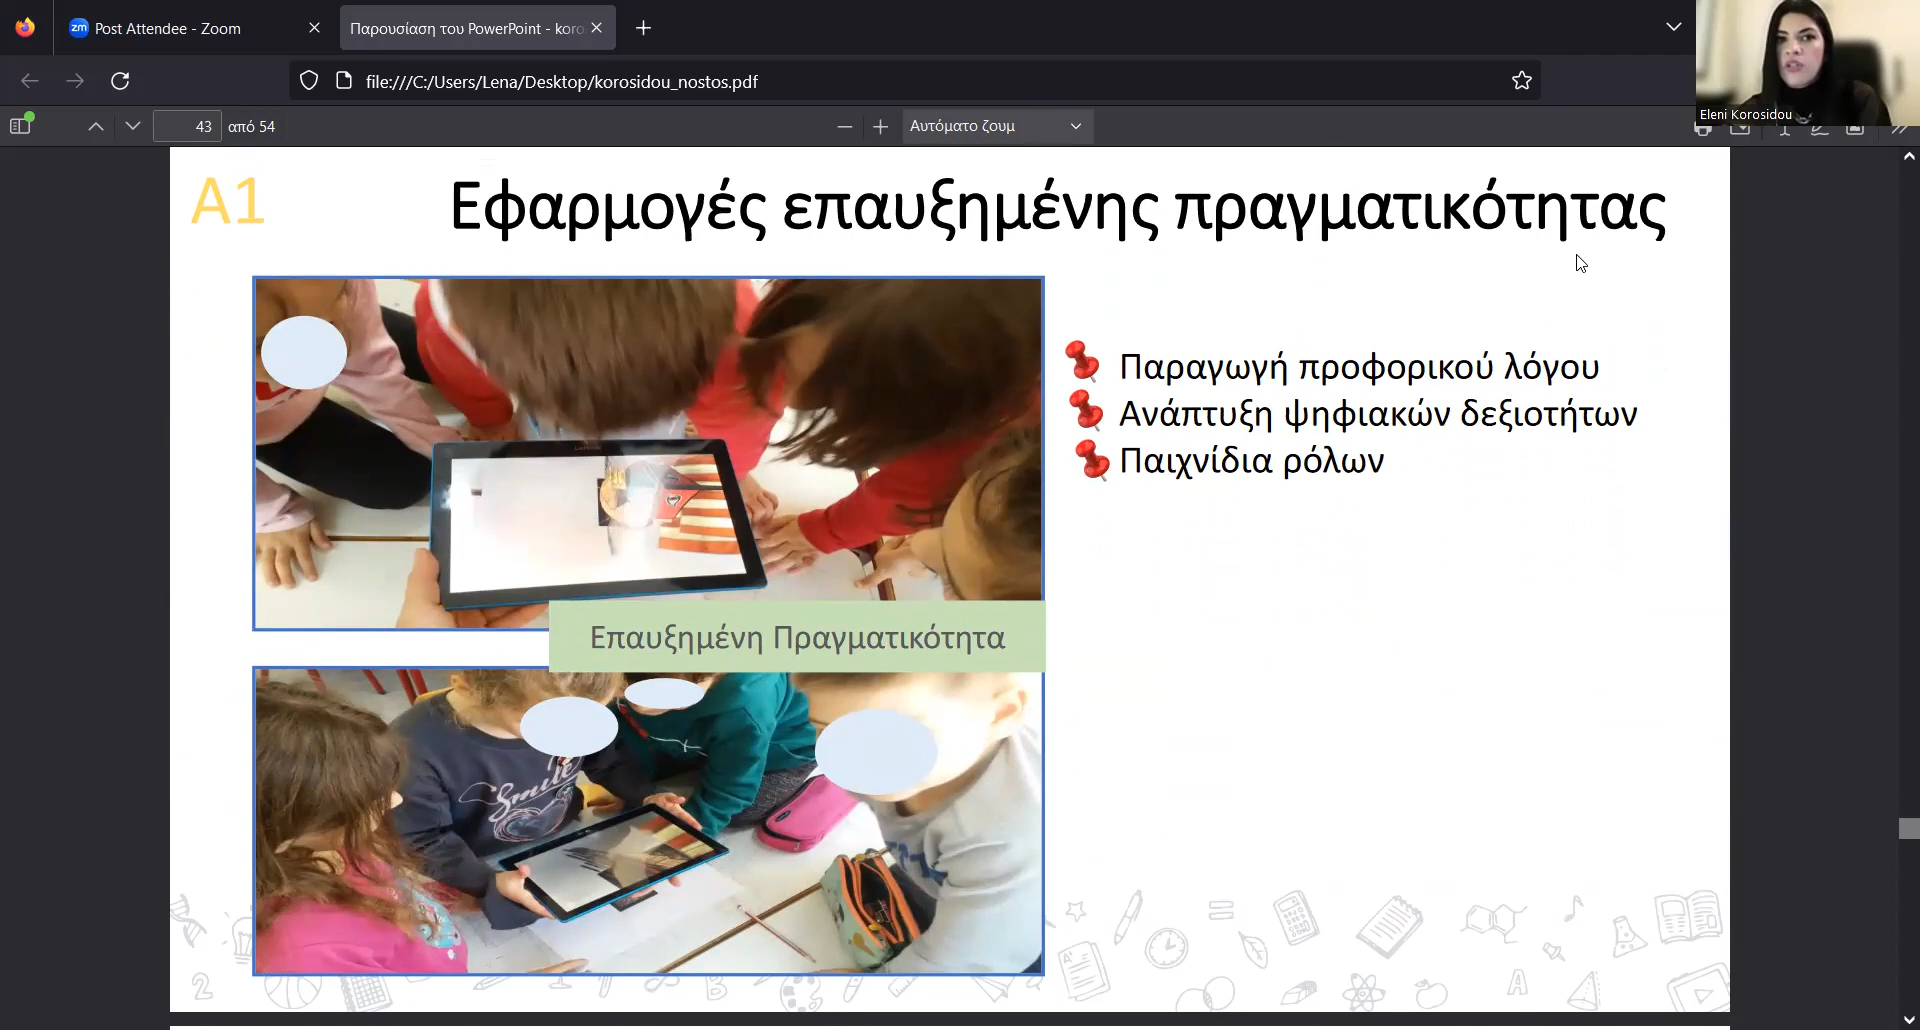 Post Attendee - Zoom
Παρουσίαση του PowerPoint - koro
file:///C:/Users/Lena/Desktop/korosidou_nostos.pdf
Eleni Korosidou
43 από 54
Αυτόματο ζουμ
A1
Εφαρμογές επαυξημένης πραγματικότητας
Παραγωγή προφορικού λόγου
Ανάπτυξη ψηφιακών δεξιοτήτων
Παιχνίδια ρόλων
Επαυξημένη Πραγματικότητα
Smile